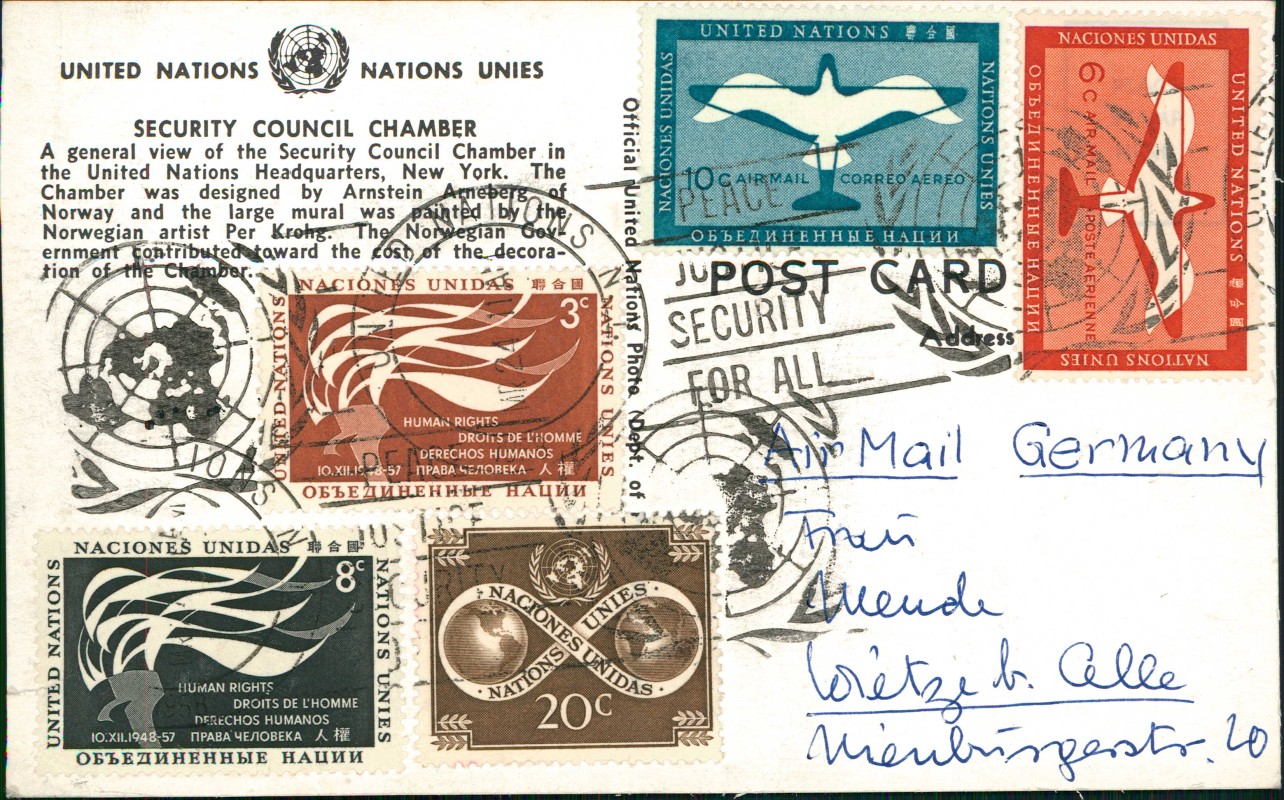 UNITED NATIONS NATIONS UNIES
SECURITY COUNCIL CHAMBER
A general view of the Security Council Chamber in
the United Nations Headquarters, New York. The
Chamber was designed by Arnstein Arneberg of
Norway and the large mural was painted by the
Norwegian artist Per Krohg. The Norwegian Gov-
ernment contributed toward the cost of the decora-
tion of the Chamber.
Official United Nations Photo Dept. of
UNITED NATIONS 聯合國
NACIONES UNIDAS
NATIONS UNIES
10 C AIR MAIL CORREO AEREO
ОБЪЕДИНЕННЫЕ НАЦИИ
NACIONES UNIDAS
6 C AIR MAIL POSTE AERIENNE
ОБЪЕДИНЕННЫЕ НАЦИИ
UNITED NATIONS 聯合國
NATIONS UNIES
PEACE
JUSTICE
SECURITY
FOR ALL
POST CARD
Address
NACIONES UNIDAS 聯合國
3c
UNITED NATIONS
NATIONS UNIES
HUMAN RIGHTS
DROITS DE L'HOMME
DERECHOS HUMANOS
10.XII.1948-57 ПРАВА ЧЕЛОВЕКА 人權
ОБЪЕДИНЕННЫЕ НАЦИИ
NACIONES UNIDAS 聯合國
8c
UNITED NATIONS
NATIONS UNIES
HUMAN RIGHTS
DROITS DE L'HOMME
DERECHOS HUMANOS
10.XII.1948-57 ПРАВА ЧЕЛОВЕКА 人權
ОБЪЕДИНЕННЫЕ НАЦИИ
NACIONES UNIDAS
NATIONS UNIES
20c
Air Mail Germany
Frau
Mende
Wietze b. Celle
Nienburgerstr. 20